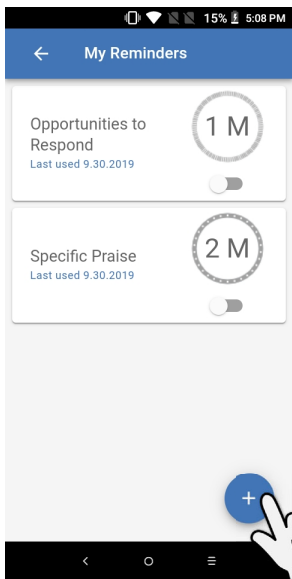 15% 5:08 PM
My Reminders
Opportunities to
Respond
Last used 9.30.2019
1 M
Specific Praise
Last used 9.30.2019
2 M
+